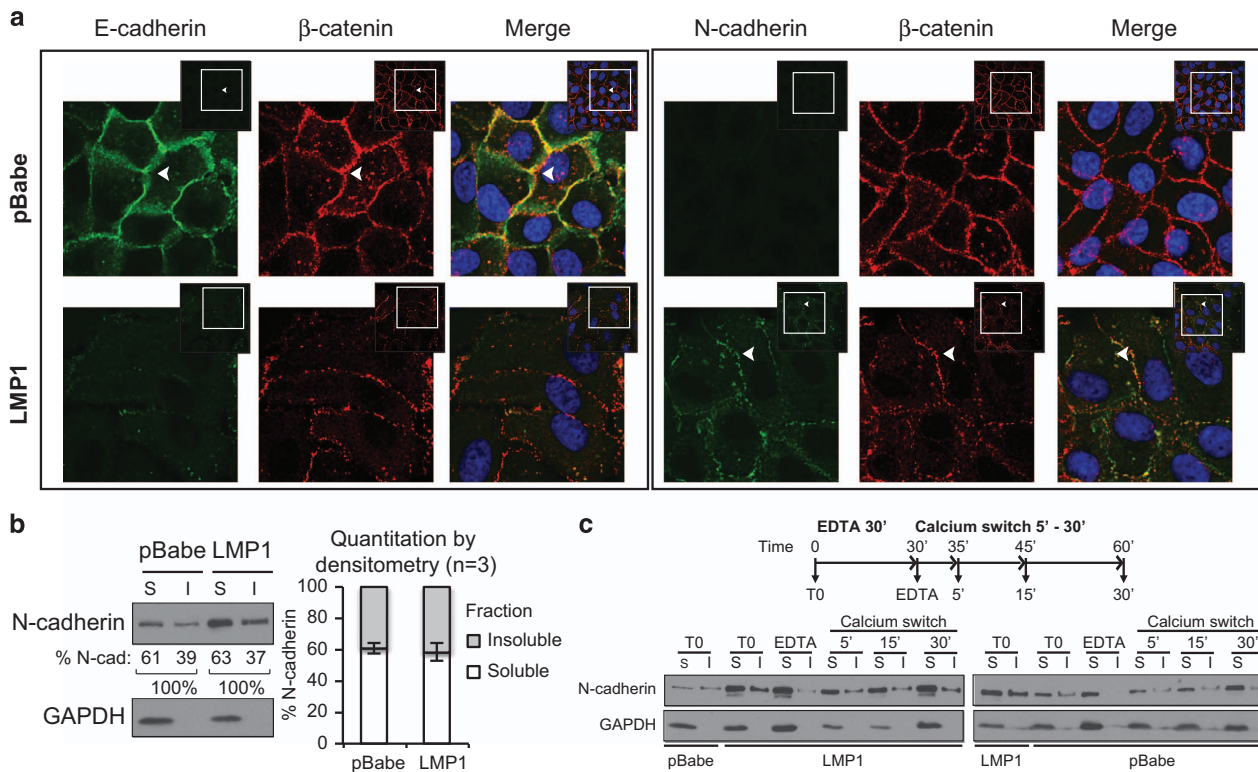 a
E-cadherin β-catenin Merge N-cadherin β-catenin Merge
pBabe
LMP1
b
pBabe LMP1
S I S I
N-cadherin
% N-cad: 61 39 63 37
100% 100%
GAPDH
Quantitation by
densitometry (n=3)
% N-cadherin
100
80
60
40
20
0
pBabe LMP1
Fraction
Insoluble
Soluble
c
EDTA 30' Calcium switch 5' - 30'
Time 0 30' 35' 45' 60'
T0 EDTA 5' 15' 30'
Calcium switch Calcium switch
T0 T0 EDTA 5' 15' 30' T0 T0 EDTA 5' 15' 30'
S I S I S I S I S I S I S I S I S I S I S I S I
N-cadherin
GAPDH
pBabe LMP1 LMP1 pBabe